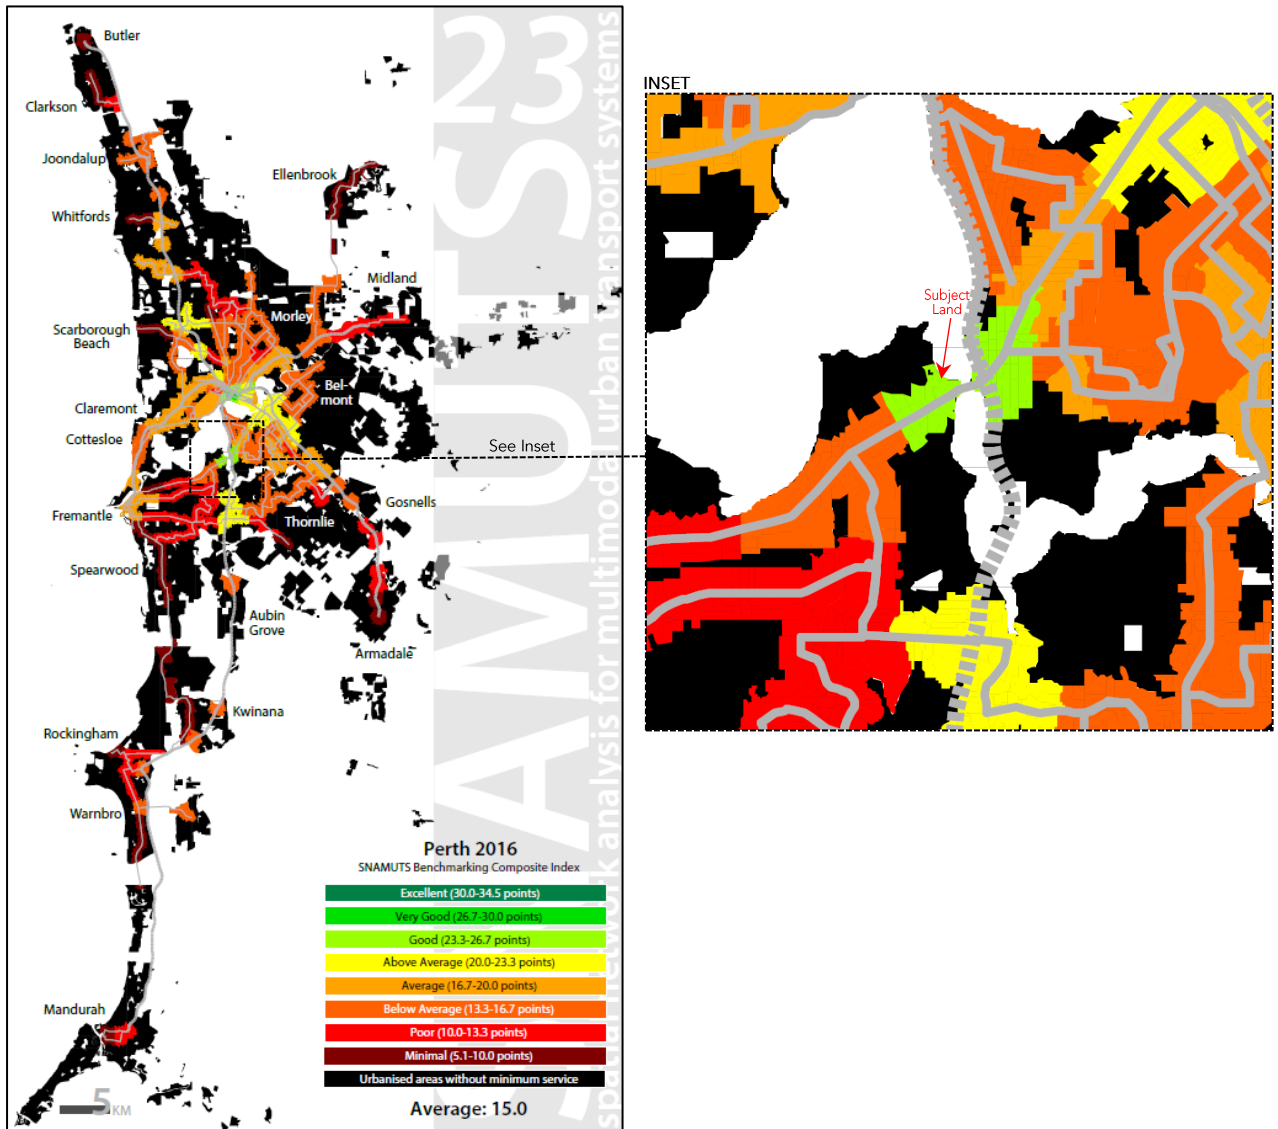 Butler
Clarkson
Joondalup
Ellenbrook
Whitfords
Midland
Morley
Scarborough
Beach
Bel-
mont
Claremont
Cottesloe
See Inset
Gosnells
Fremantle
Thornlie
Spearwood
Aubin
Grove
Armadale
Kwinana
Rockingham
Warnbro
Mandurah
5 KM
Perth 2016
SNAMUTS Benchmarking Composite Index
Excellent (30.0-34.5 points)
Very Good (26.7-30.0 points)
Good (23.3-26.7 points)
Above Average (20.0-23.3 points)
Average (16.7-20.0 points)
Below Average (13.3-16.7 points)
Poor (10.0-13.3 points)
Minimal (5.1-10.0 points)
Urbanised areas without minimum service
Average: 15.0
SNAMUTS 23
spatial network analysis for multimodal urban transport systems
INSET
Subject
Land